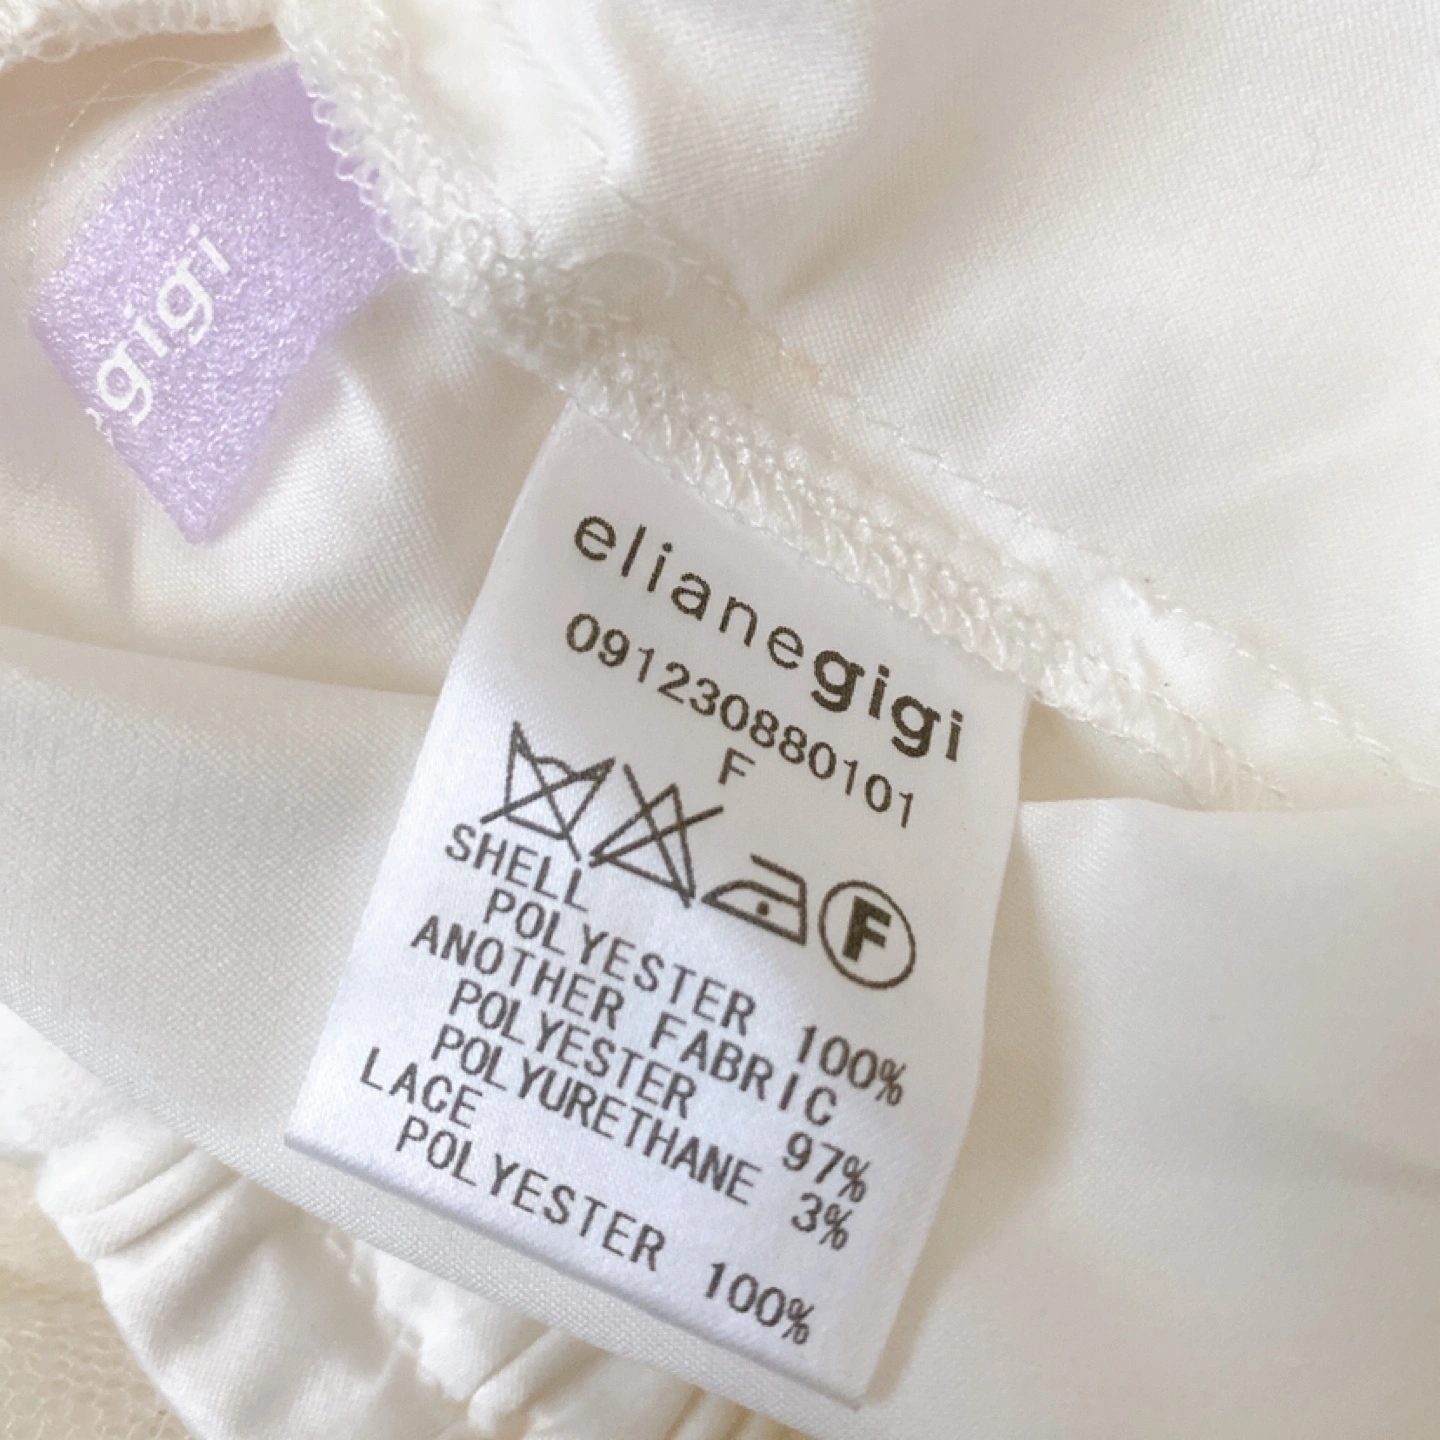 gigi
elianegigi
091230880101
F
F
SHELL
POLYESTER 100%
ANOTHER FABRIC
POLYESTER 97%
POLYURETHANE 3%
LACE
POLYESTER 100%